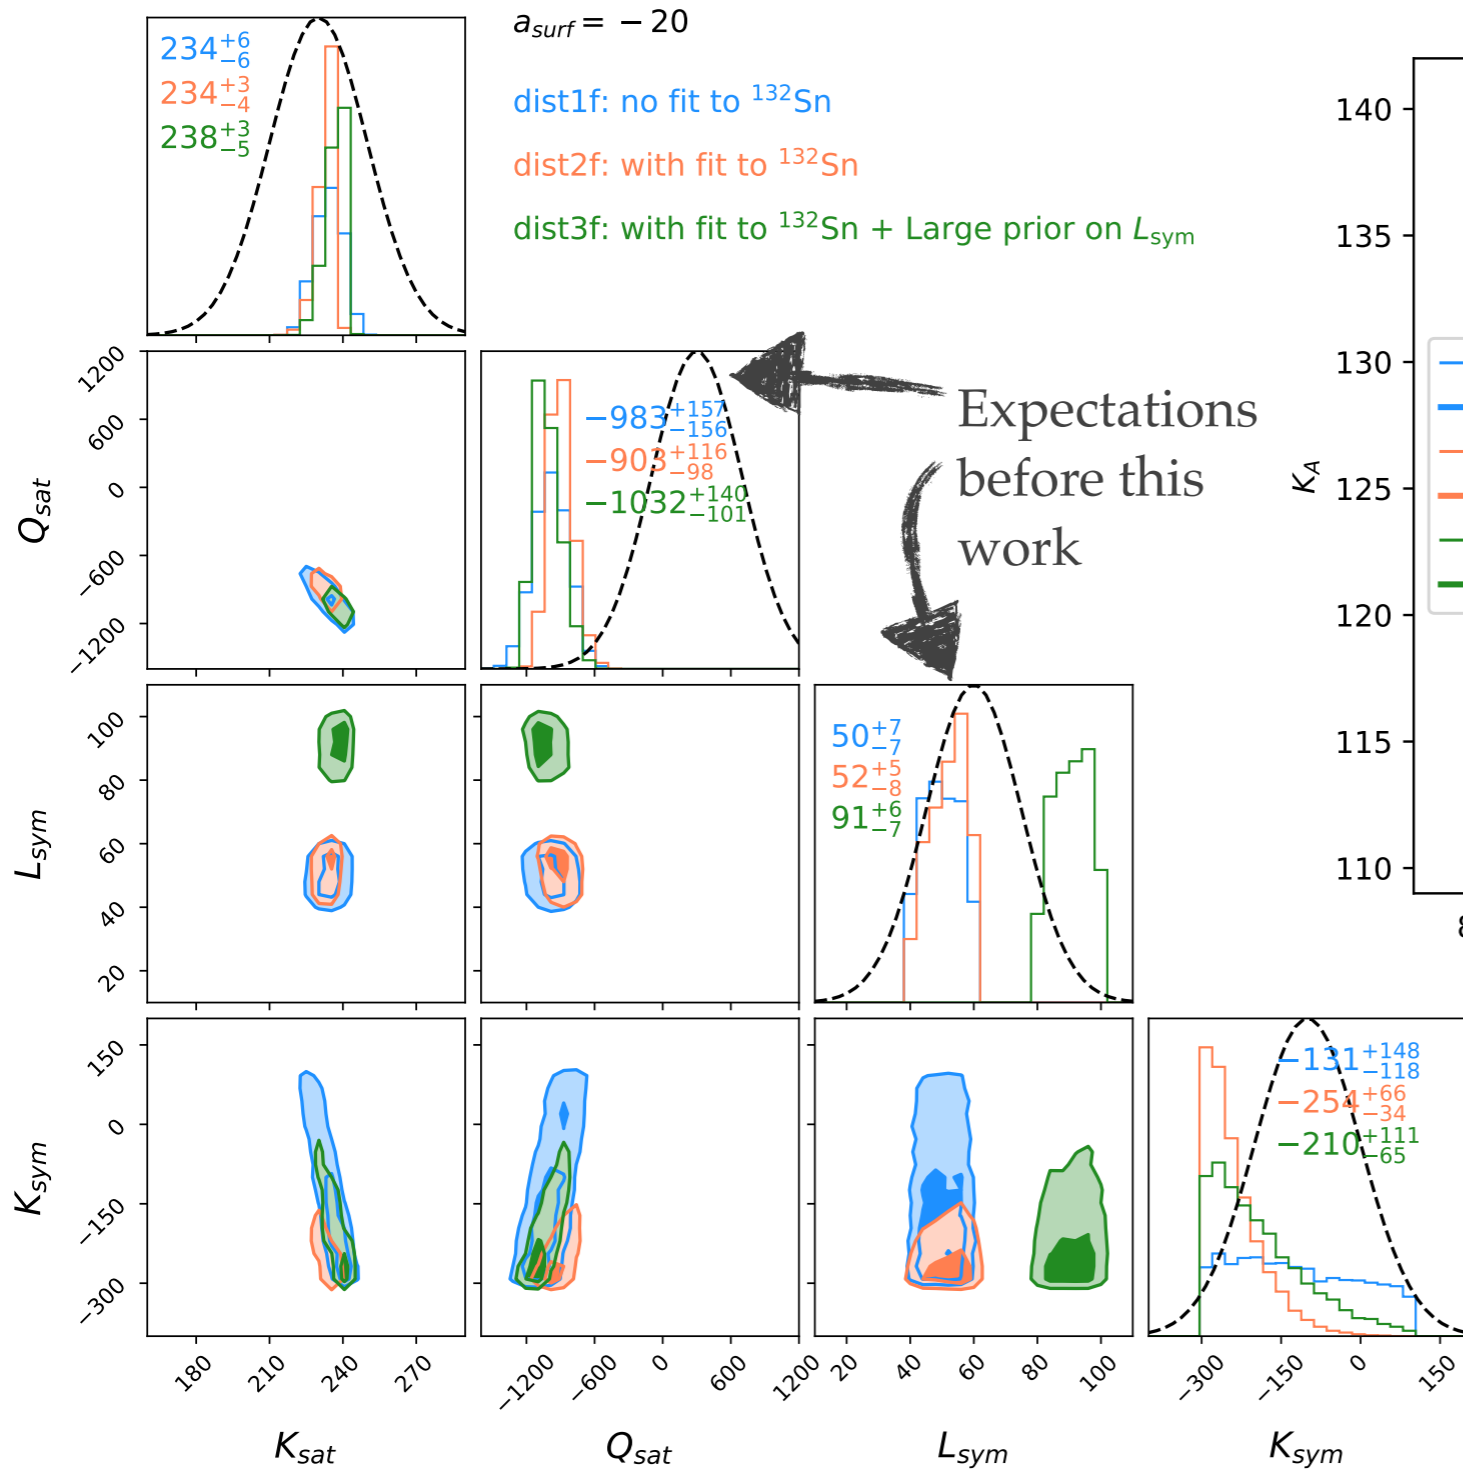 a_surf = −20
234 +6 −6
234 +3 −4
238 +3 −5
dist1f: no fit to ¹³²Sn
dist2f: with fit to ¹³²Sn
dist3f: with fit to ¹³²Sn + Large prior on L_sym
Q_sat
1200
600
0
−600
−1200
−983 +157 −156
−903 +116 −98
−1032 +140 −101
Expectations
before this
work
K_A
140
135
130
125
120
115
110
L_sym
100
80
60
40
20
50 +7 −7
52 +5 −8
91 +6 −7
K_sym
150
0
−150
−300
−131 +148 −118
−254 +66 −34
−210 +111 −65
180 210 240 270
−1200 −600 0 600 1200
20 40 60 80 100
−300 −150 0 150
K_sat
Q_sat
L_sym
K_sym